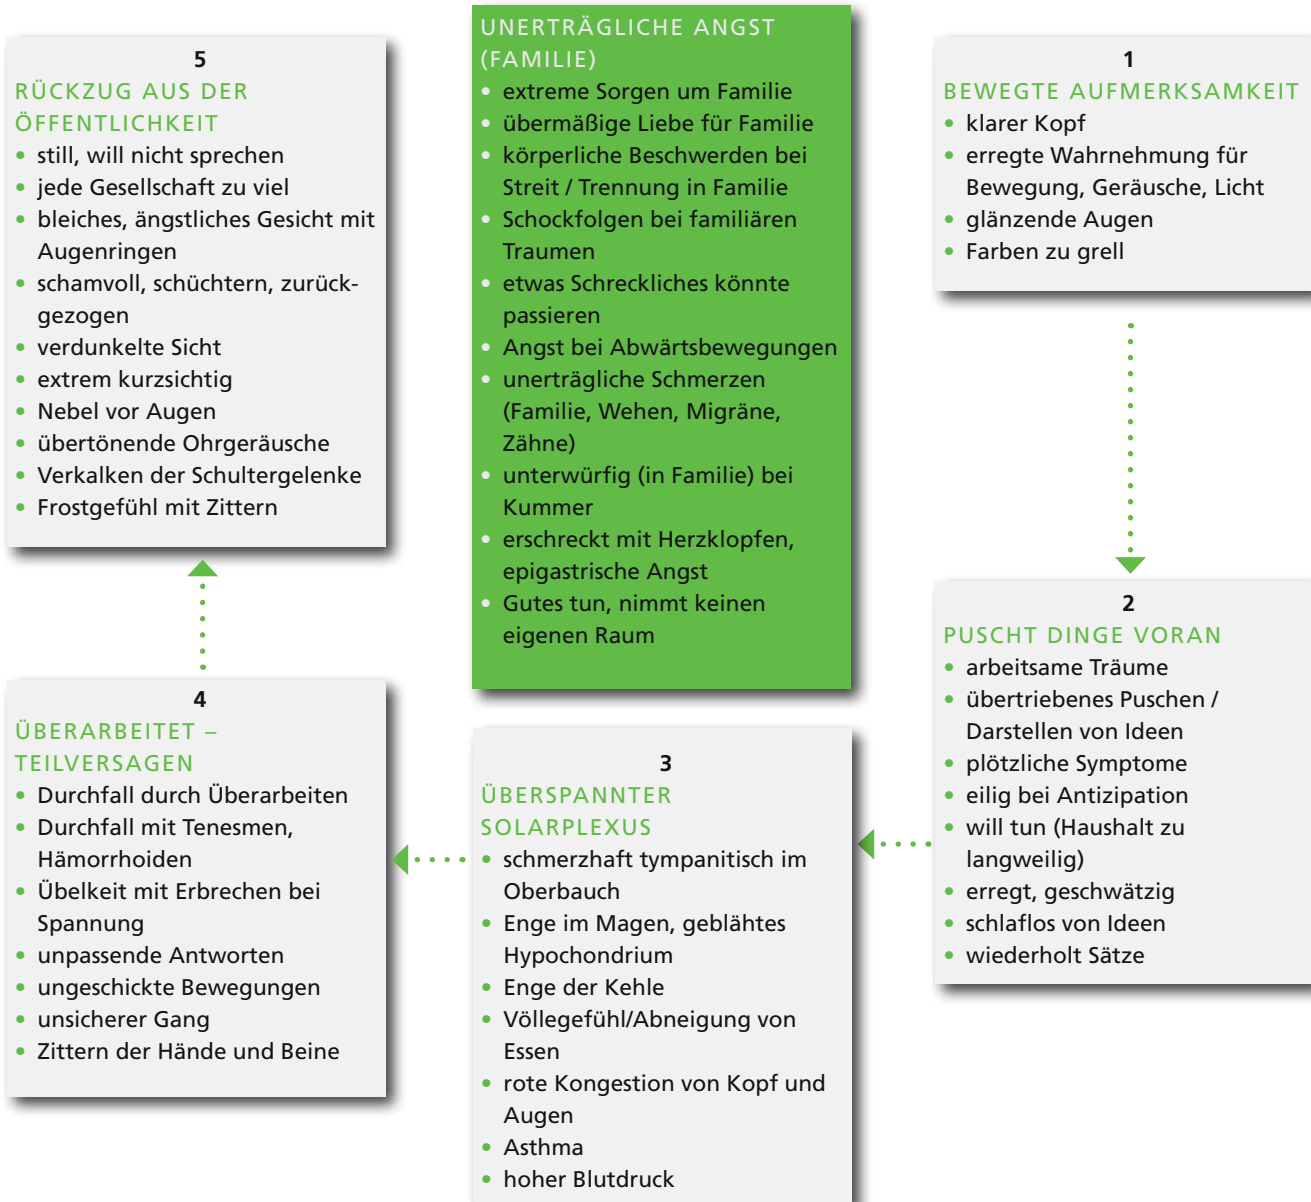 UNERTRÄGLICHE ANGST
(FAMILIE)
• extreme Sorgen um Familie
• übermäßige Liebe für Familie
• körperliche Beschwerden bei
Streit / Trennung in Familie
• Schockfolgen bei familiären
Traumen
• etwas Schreckliches könnte
passieren
• Angst bei Abwärtsbewegungen
• unerträgliche Schmerzen
(Familie, Wehen, Migräne,
Zähne)
• unterwürfig (in Familie) bei
Kummer
• erschreckt mit Herzklopfen,
epigastrische Angst
• Gutes tun, nimmt keinen
eigenen Raum
1
BEWEGTE AUFMERKSAMKEIT
• klarer Kopf
• erregte Wahrnehmung für
Bewegung, Geräusche, Licht
• glänzende Augen
• Farben zu grell
2
PUSCHT DINGE VORAN
• arbeitsame Träume
• übertriebenes Puschen /
Darstellen von Ideen
• plötzliche Symptome
• eilig bei Antizipation
• will tun (Haushalt zu
langweilig)
• erregt, geschwätzig
• schlaflos von Ideen
• wiederholt Sätze
3
ÜBERSPANNTER
SOLARPLEXUS
• schmerzhaft tympanitisch im
Oberbauch
• Enge im Magen, geblähtes
Hypochondrium
• Enge der Kehle
• Völlegefühl/Abneigung von
Essen
• rote Kongestion von Kopf und
Augen
• Asthma
• hoher Blutdruck
4
ÜBERARBEITET –
TEILVERSAGEN
• Durchfall durch Überarbeiten
• Durchfall mit Tenesmen,
Hämorrhoiden
• Übelkeit mit Erbrechen bei
Spannung
• unpassende Antworten
• ungeschickte Bewegungen
• unsicherer Gang
• Zittern der Hände und Beine
5
RÜCKZUG AUS DER
ÖFFENTLICHKEIT
• still, will nicht sprechen
• jede Gesellschaft zu viel
• bleiches, ängstliches Gesicht mit
Augenringen
• schamvoll, schüchtern, zurück-
gezogen
• verdunkelte Sicht
• extrem kurzsichtig
• Nebel vor Augen
• übertönende Ohrgeräusche
• Verkalken der Schultergelenke
• Frostgefühl mit Zittern